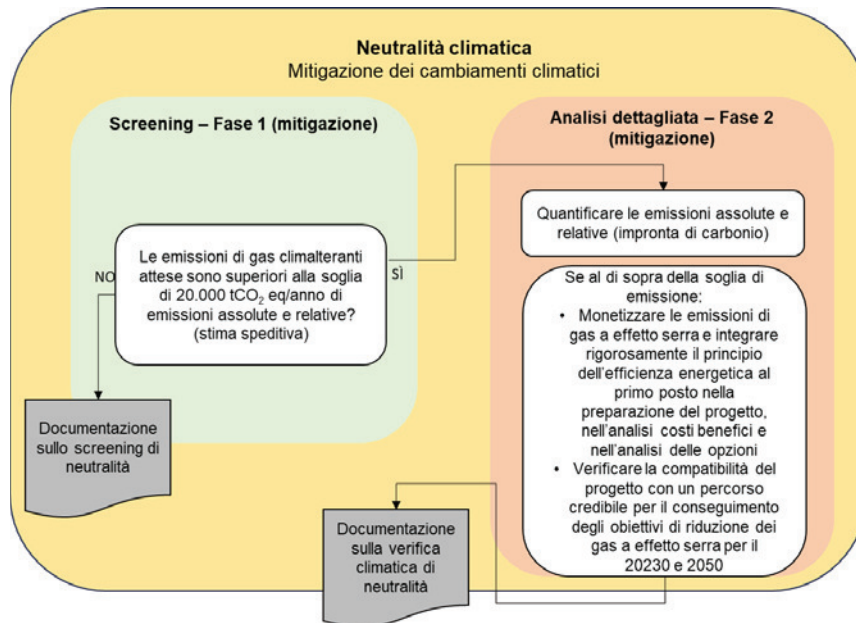 Neutralità climatica
Mitigazione dei cambiamenti climatici
Screening – Fase 1 (mitigazione)
Le emissioni di gas climalteranti
attese sono superiori alla soglia
di 20.000 tCO₂ eq/anno di
emissioni assolute e relative?
(stima speditiva)
NO
SÌ
Documentazione
sullo screening di
neutralità
Analisi dettagliata – Fase 2
(mitigazione)
Quantificare le emissioni assolute e
relative (impronta di carbonio)
Se al di sopra della soglia di
emissione:
• Monetizzare le emissioni di
gas a effetto serra e integrare
rigorosamente il principio
dell'efficienza energetica al
primo posto nella
preparazione del progetto,
nell'analisi costi benefici e
nell'analisi delle opzioni
• Verificare la compatibilità del
progetto con un percorso
credibile per il conseguimento
degli obiettivi di riduzione dei
gas a effetto serra per il
20230 e 2050
Documentazione
sulla verifica
climatica di
neutralità